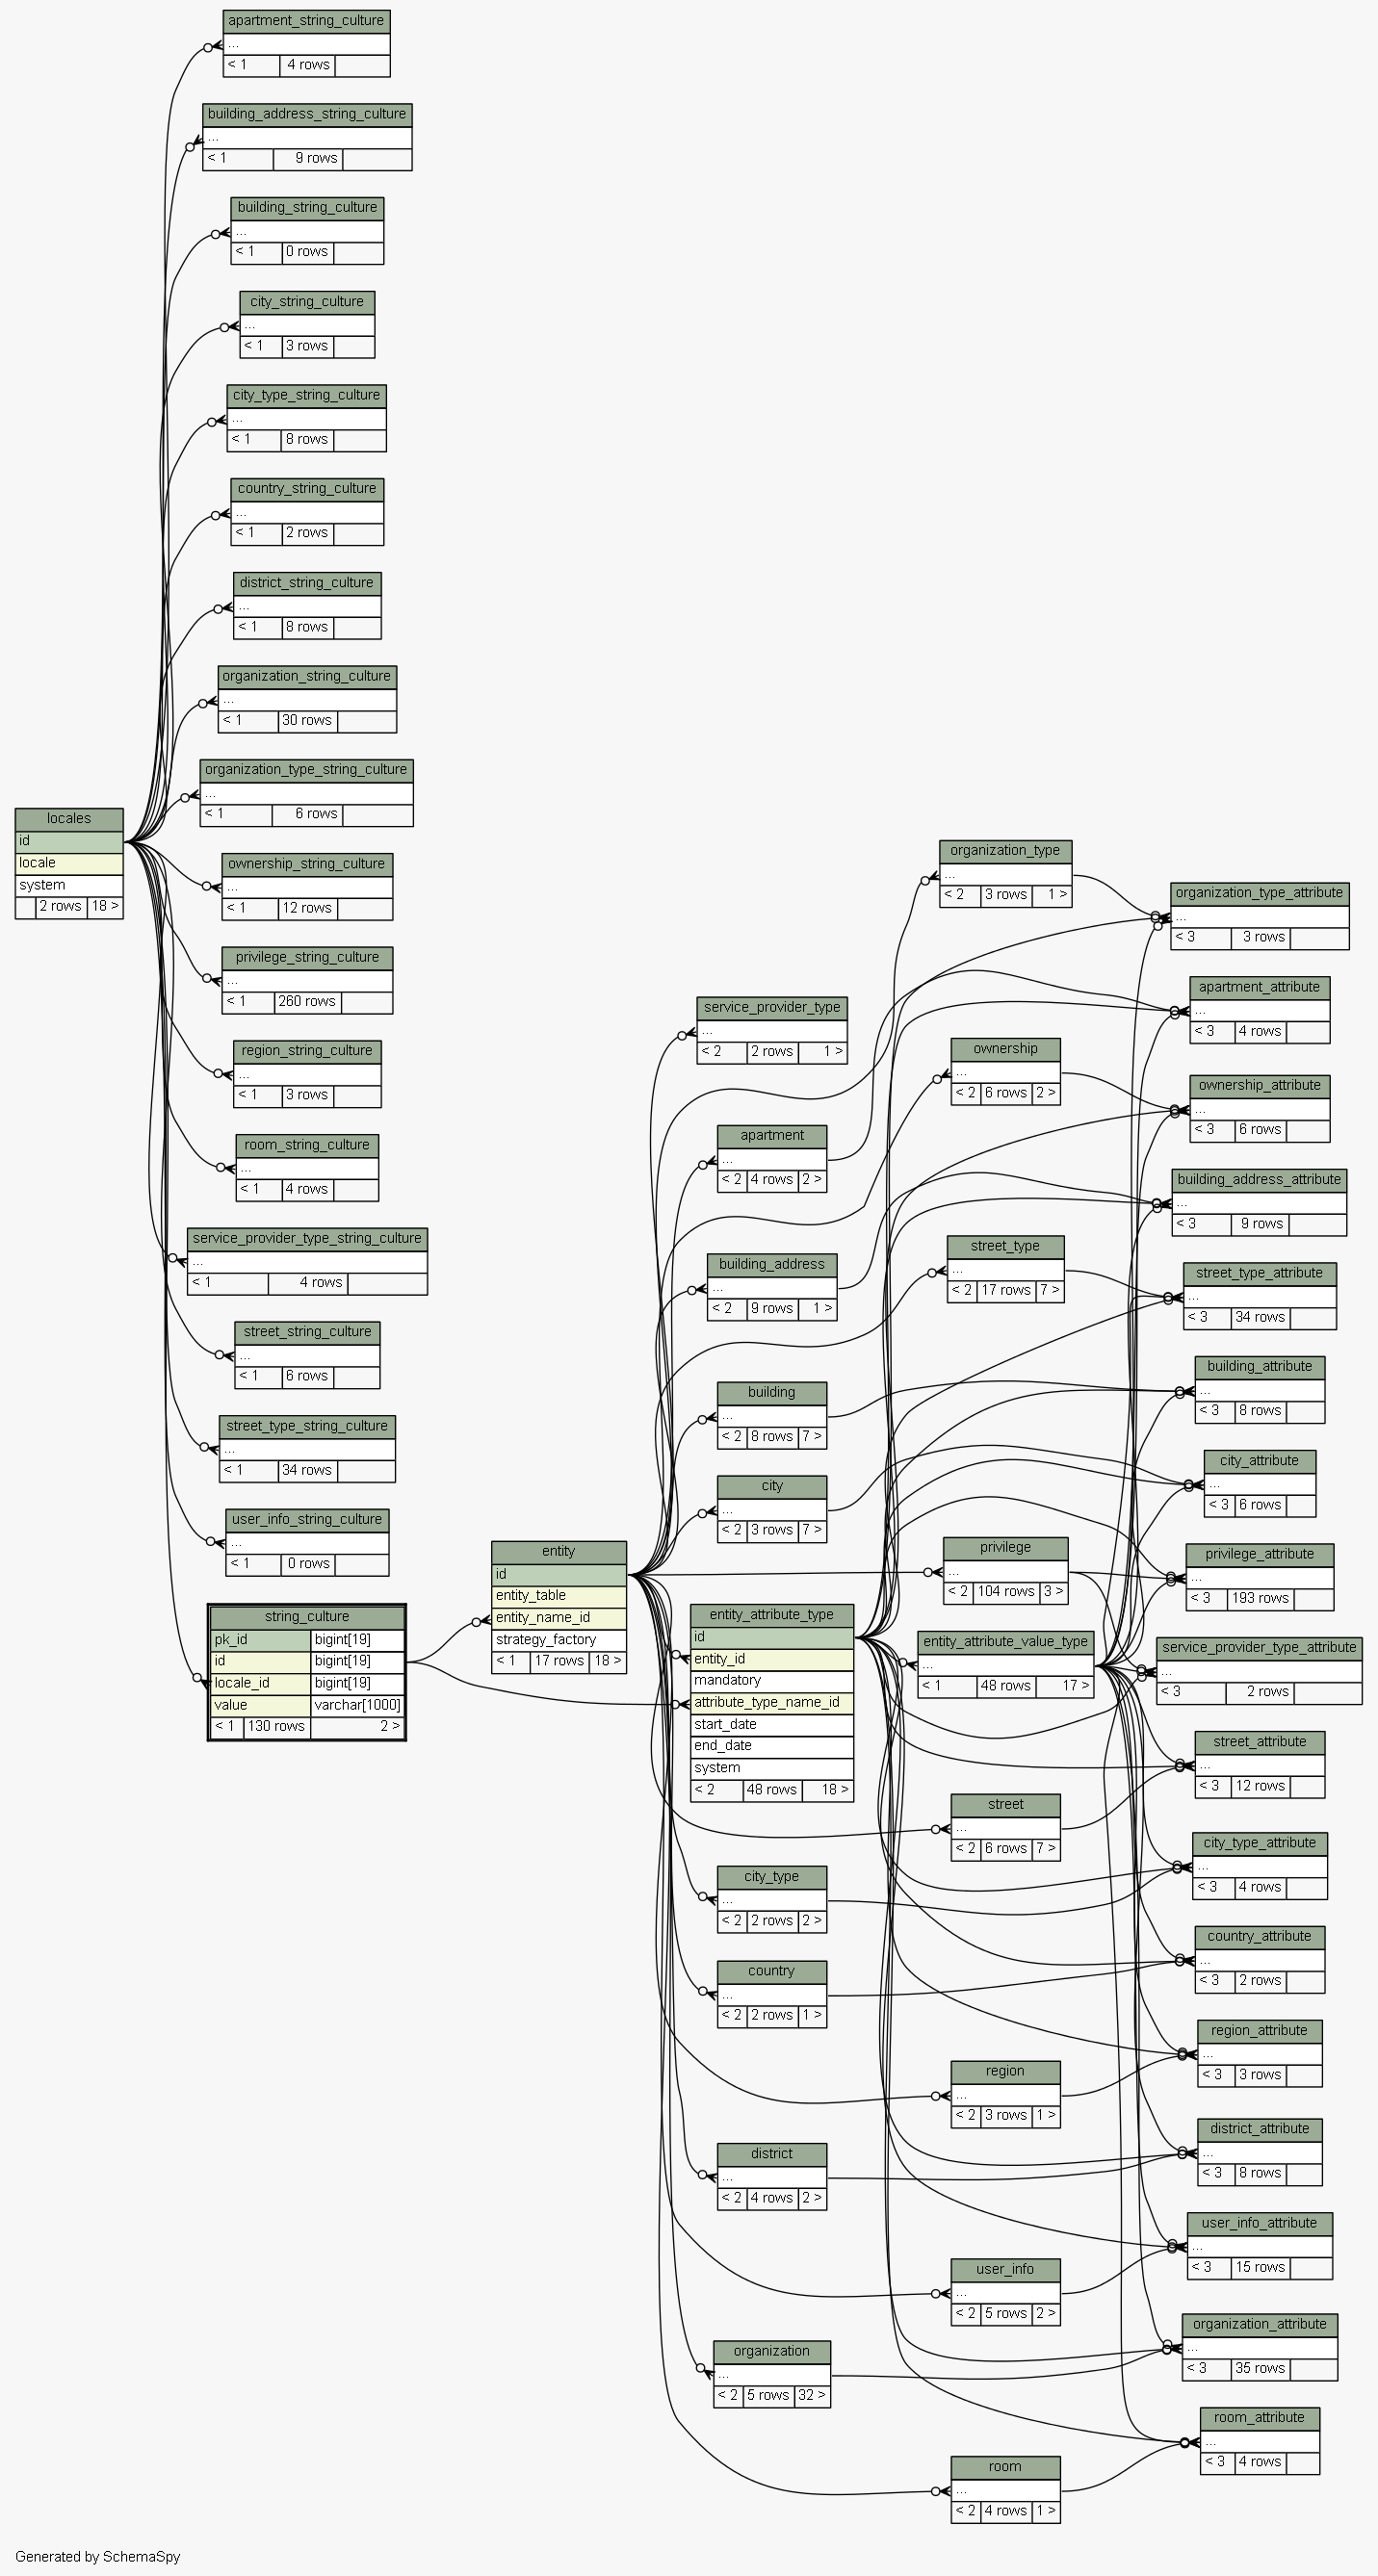 apartment_string_culture
...
< 1 4 rows
building_address_string_culture
...
< 1 9 rows
building_string_culture
...
< 1 0 rows
city_string_culture
...
< 1 3 rows
city_type_string_culture
...
< 1 8 rows
country_string_culture
...
< 1 2 rows
district_string_culture
...
< 1 8 rows
organization_string_culture
...
< 1 30 rows
organization_type_string_culture
...
< 1 6 rows
locales
id
locale
system
2 rows 18 >
ownership_string_culture
...
< 1 12 rows
privilege_string_culture
...
< 1 260 rows
region_string_culture
...
< 1 3 rows
room_string_culture
...
< 1 4 rows
service_provider_type_string_culture
...
< 1 4 rows
street_string_culture
...
< 1 6 rows
street_type_string_culture
...
< 1 34 rows
user_info_string_culture
...
< 1 0 rows
string_culture
pk_id bigint[19]
id bigint[19]
locale_id bigint[19]
value varchar[1000]
< 1 130 rows 2 >
entity
id
entity_table
entity_name_id
strategy_factory
< 1 17 rows 18 >
service_provider_type
...
< 2 2 rows 1 >
apartment
...
< 2 4 rows 2 >
building_address
...
< 2 9 rows 1 >
building
...
< 2 8 rows 7 >
city
...
< 2 3 rows 7 >
entity_attribute_type
id
entity_id
mandatory
attribute_type_name_id
start_date
end_date
system
< 2 48 rows 18 >
city_type
...
< 2 2 rows 2 >
country
...
< 2 2 rows 1 >
district
...
< 2 4 rows 2 >
organization
...
< 2 5 rows 32 >
organization_type
...
< 2 3 rows 1 >
ownership
...
< 2 6 rows 2 >
street_type
...
< 2 17 rows 7 >
privilege
...
< 2 104 rows 3 >
entity_attribute_value_type
...
< 1 48 rows 17 >
street
...
< 2 6 rows 7 >
region
...
< 2 3 rows 1 >
user_info
...
< 2 5 rows 2 >
room
...
< 2 4 rows 1 >
organization_type_attribute
...
< 3 3 rows
apartment_attribute
...
< 3 4 rows
ownership_attribute
...
< 3 6 rows
building_address_attribute
...
< 3 9 rows
street_type_attribute
...
< 3 34 rows
building_attribute
...
< 3 8 rows
city_attribute
...
< 3 6 rows
privilege_attribute
...
< 3 193 rows
service_provider_type_attribute
...
< 3 2 rows
street_attribute
...
< 3 12 rows
city_type_attribute
...
< 3 4 rows
country_attribute
...
< 3 2 rows
region_attribute
...
< 3 3 rows
district_attribute
...
< 3 8 rows
user_info_attribute
...
< 3 15 rows
organization_attribute
...
< 3 35 rows
room_attribute
...
< 3 4 rows
Generated by SchemaSpy